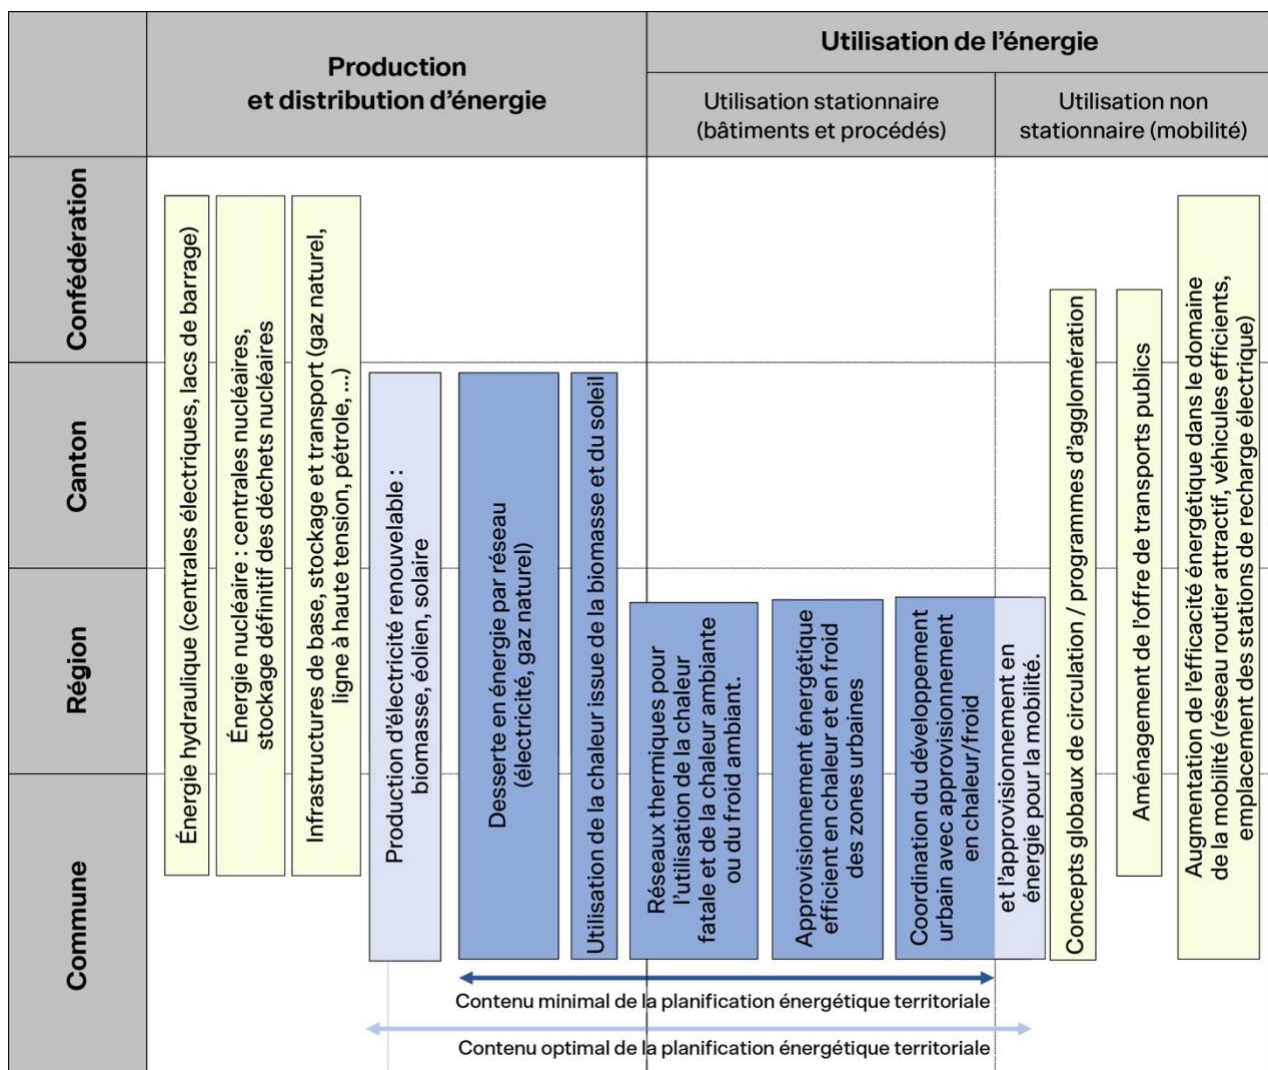 Production
et distribution d'énergie
Utilisation de l'énergie
Utilisation stationnaire
(bâtiments et procédés)
Utilisation non
stationnaire (mobilité)
Confédération
Canton
Région
Commune
Énergie hydraulique (centrales électriques, lacs de barrage)
Énergie nucléaire : centrales nucléaires,
stockage définitif des déchets nucléaires
Infrastructures de base, stockage et transport (gaz naturel,
ligne à haute tension, pétrole, ...)
Production d'électricité renouvelable :
biomasse, éolien, solaire
Desserte en énergie par réseau
(électricité, gaz naturel)
Utilisation de la chaleur issue de la biomasse et du soleil
Réseaux thermiques pour
l'utilisation de la chaleur
fatale et de la chaleur ambiante
ou du froid ambiant.
Approvisionnement énergétique
efficient en chaleur et en froid
des zones urbaines
Coordination du développement
urbain avec approvisionnement
en chaleur/froid
et l'approvisionnement en
énergie pour la mobilité.
Concepts globaux de circulation / programmes d'agglomération
Aménagement de l'offre de transports publics
Augmentation de l'efficacité énergétique dans le domaine
de la mobilité (réseau routier attractif, véhicules efficients,
emplacement des stations de recharge électrique)
Contenu minimal de la planification énergétique territoriale
Contenu optimal de la planification énergétique territoriale